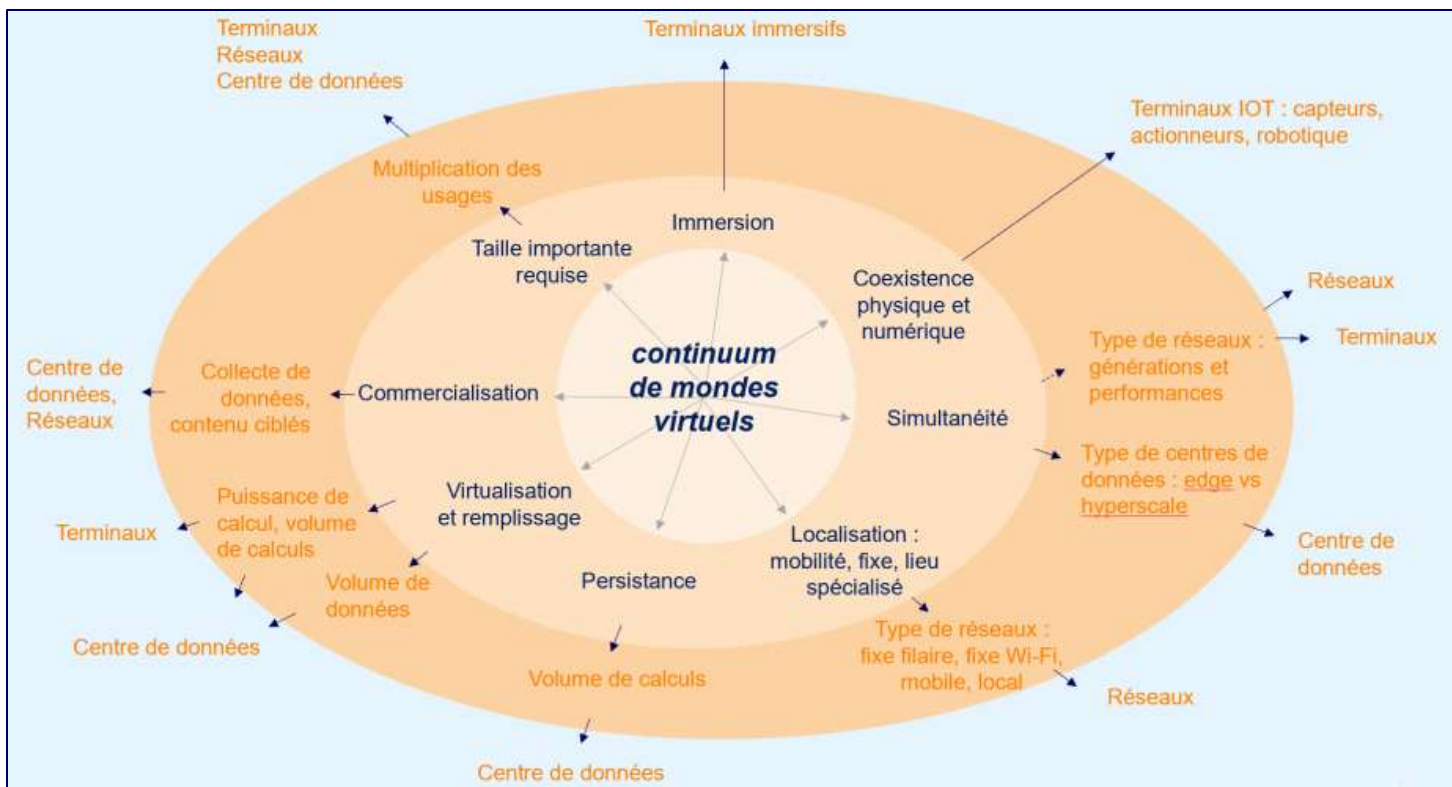 Terminaux
Réseaux
Centre de données
Terminaux immersifs
Terminaux IOT : capteurs,
actionneurs, robotique
Multiplication des
usages
Immersion
Taille importante
requise
Coexistence
physique et
numérique
Réseaux
Terminaux
Type de réseaux :
générations et
performances
continuum
de mondes
virtuels
Centre de
données,
Réseaux
Collecte de
données,
contenu ciblés
Commercialisation
Simultanéité
Type de centres de
données : edge vs
hyperscale
Centre de
données
Virtualisation
et remplissage
Puissance de
calcul, volume
de calculs
Terminaux
Localisation :
mobilité, fixe, lieu
spécialisé
Persistance
Volume de
données
Centre de données
Type de réseaux :
fixe filaire, fixe Wi-Fi,
mobile, local
Réseaux
Volume de calculs
Centre de données